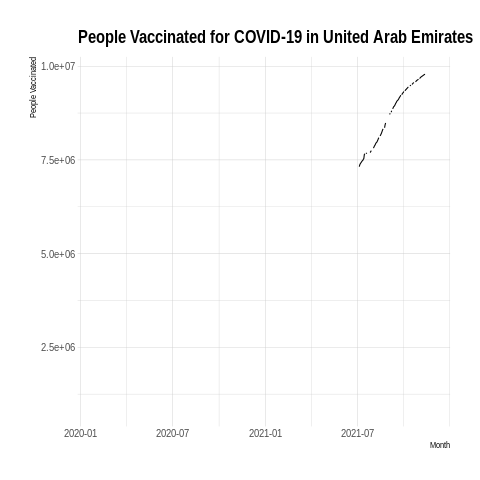 People Vaccinated for COVID-19 in United Arab Emirates
People Vaccinated
1.0e+07
7.5e+06
5.0e+06
2.5e+06
2020-01
2020-07
2021-01
2021-07
Month